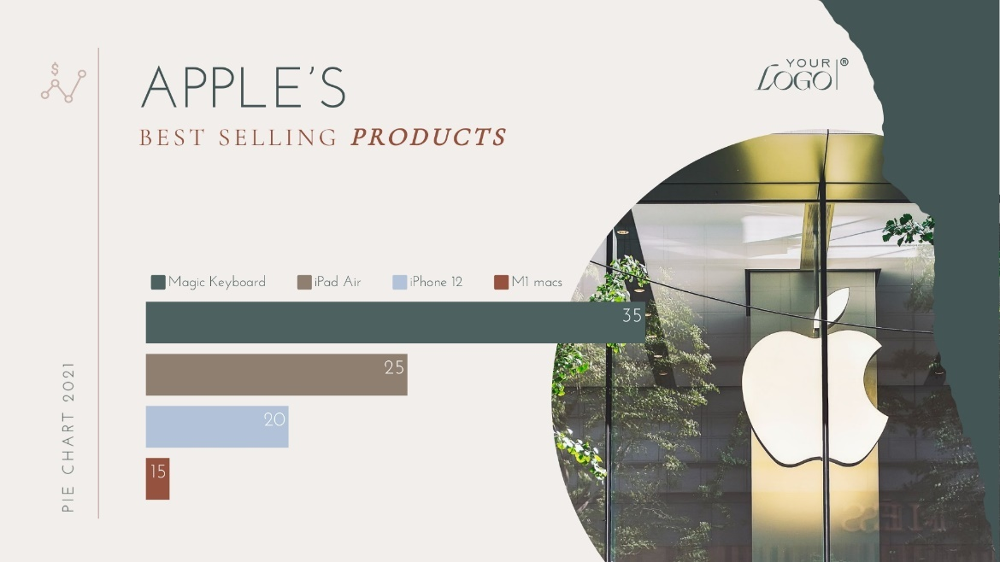 APPLE'S
BEST SELLING PRODUCTS
YOUR
LOGO®
Magic Keyboard iPad Air iPhone 12 M1 macs
35
25
20
15
PIE CHART 2021